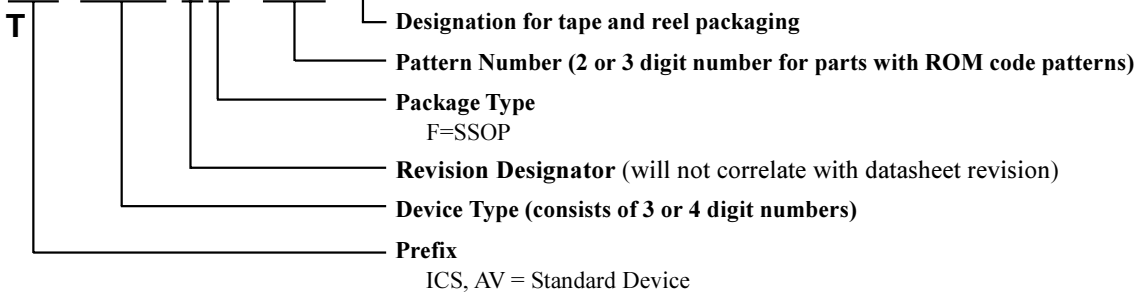 T
Designation for tape and reel packaging
Pattern Number (2 or 3 digit number for parts with ROM code patterns)
Package Type
F=SSOP
Revision Designator (will not correlate with datasheet revision)
Device Type (consists of 3 or 4 digit numbers)
Prefix
ICS, AV = Standard Device